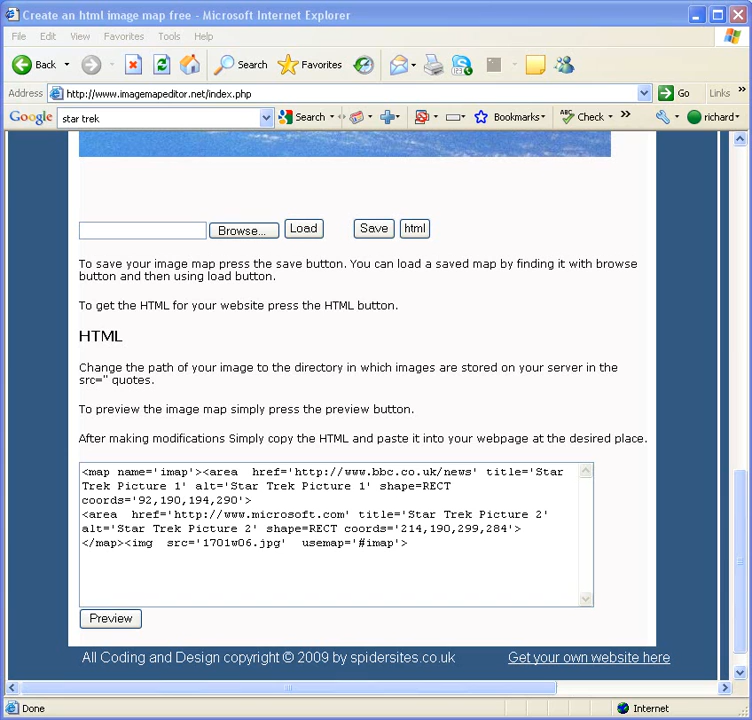 Create an html image map free - Microsoft Internet Explorer
File Edit View Favorites Tools Help
Back Search Favorites
Address http://www.imagemapeditor.net/index.php Go Links »
Google star trek Search Bookmarks ABC Check » richard
Browse... Load Save html
To save your image map press the save button. You can load a saved map by finding it with browse
button and then using load button.
To get the HTML for your website press the HTML button.
HTML
Change the path of your image to the directory in which images are stored on your server in the
src='' quotes.
To preview the image map simply press the preview button.
After making modifications Simply copy the HTML and paste it into your webpage at the desired place.
<map name='imap'><area  href='http://www.bbc.co.uk/news' title='Star
Trek Picture 1' alt='Star Trek Picture 1' shape=RECT
coords='92,190,194,290'>
<area  href='http://www.microsoft.com' title='Star Trek Picture 2'
alt='Star Trek Picture 2' shape=RECT coords='214,190,299,284'>
</map><img  src='1701w06.jpg'  usemap='#imap'>
Preview
All Coding and Design copyright © 2009 by spidersites.co.uk Get your own website here
Done Internet